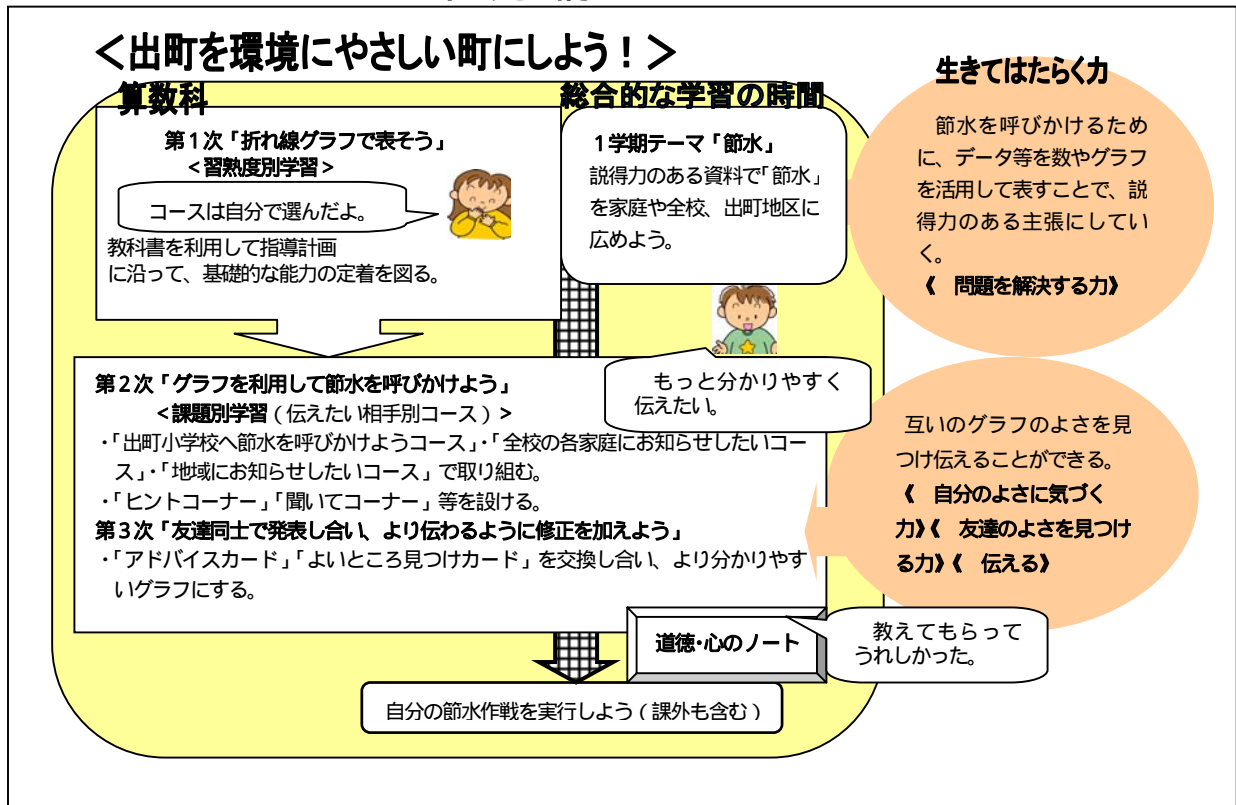 ＜出町を環境にやさしい町にしよう！＞
算数科
第１次「折れ線グラフで表そう」
＜習熟度別学習＞
コースは自分で選んだよ。
教科書を利用して指導計画
に沿って、基礎的な能力の定着を図る。
総合的な学習の時間
１学期テーマ「節水」
説得力のある資料で「節水」
を家庭や全校、出町地区に
広めよう。
生きてはたらく力
節水を呼びかけるため
に、データ等を数やグラフ
を活用して表すことで、説
得力のある主張にしてい
く。
《　問題を解決する力》
もっと分かりやすく
伝えたい。
第２次「グラフを利用して節水を呼びかけよう」
＜課題別学習（伝えたい相手別コース）＞
・「出町小学校へ節水を呼びかけようコース」・「全校の各家庭にお知らせしたいコー
ス」・「地域にお知らせしたいコース」で取り組む。
・「ヒントコーナー」「聞いてコーナー」等を設ける。
第３次「友達同士で発表し合い、より伝わるように修正を加えよう」
・「アドバイスカード」「よいところ見つけカード」を交換し合い、より分かりやす
いグラフにする。
互いのグラフのよさを見
つけ伝えることができる。
《　自分のよさに気づく
力》《　友達のよさを見つけ
る力》《　伝える》
道徳・心のノート
教えてもらって
うれしかった。
自分の節水作戦を実行しよう（課外も含む）